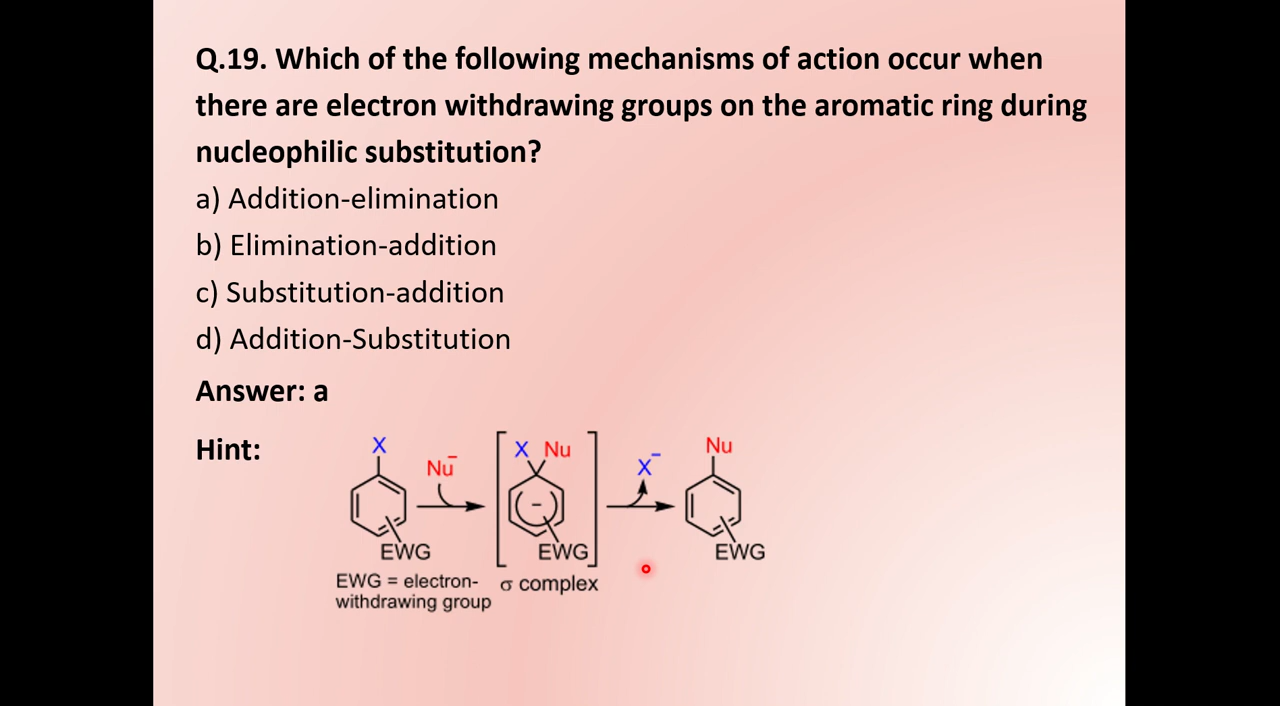 Q.19. Which of the following mechanisms of action occur when
there are electron withdrawing groups on the aromatic ring during
nucleophilic substitution?
a) Addition-elimination
b) Elimination-addition
c) Substitution-addition
d) Addition-Substitution
Answer: a
Hint:
X
Nu⁻
X Nu
X⁻
Nu
−
EWG
EWG
EWG
EWG = electron-
withdrawing group
σ complex